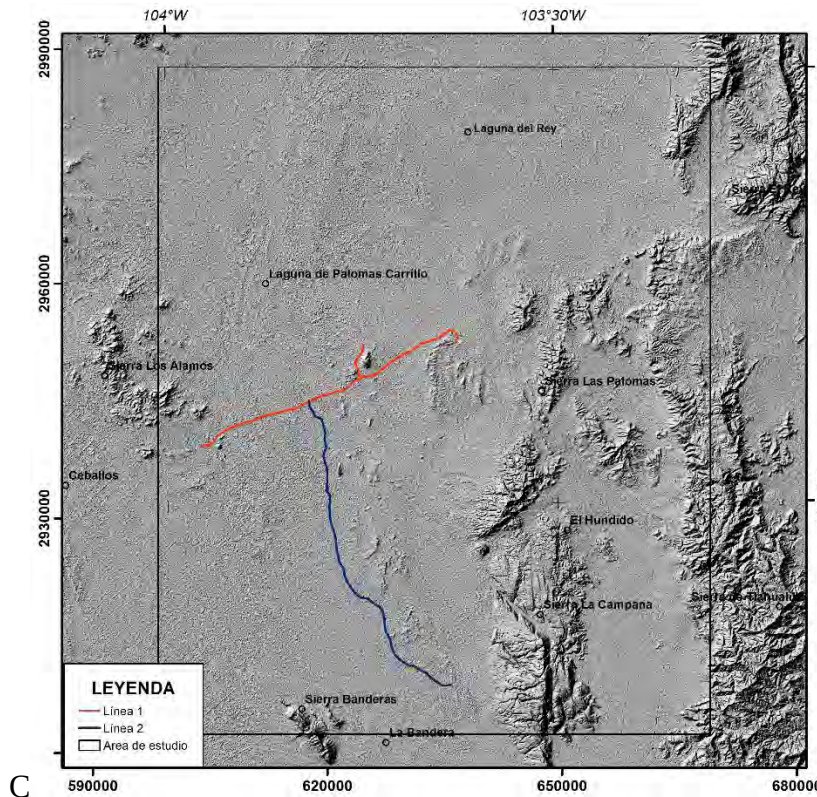 104°W
103°30'W
2990000
Laguna del Rey
Laguna de Palomas Carrillo
2960000
Sierra Los Alamos
Sierra Las Palomas
Ceballos
2930000
El Hundido
Sierra La Campana
LEYENDA
Línea 1
Línea 2
Area de estudio
Sierra Banderas
La Bandera
C
590000
620000
650000
680000